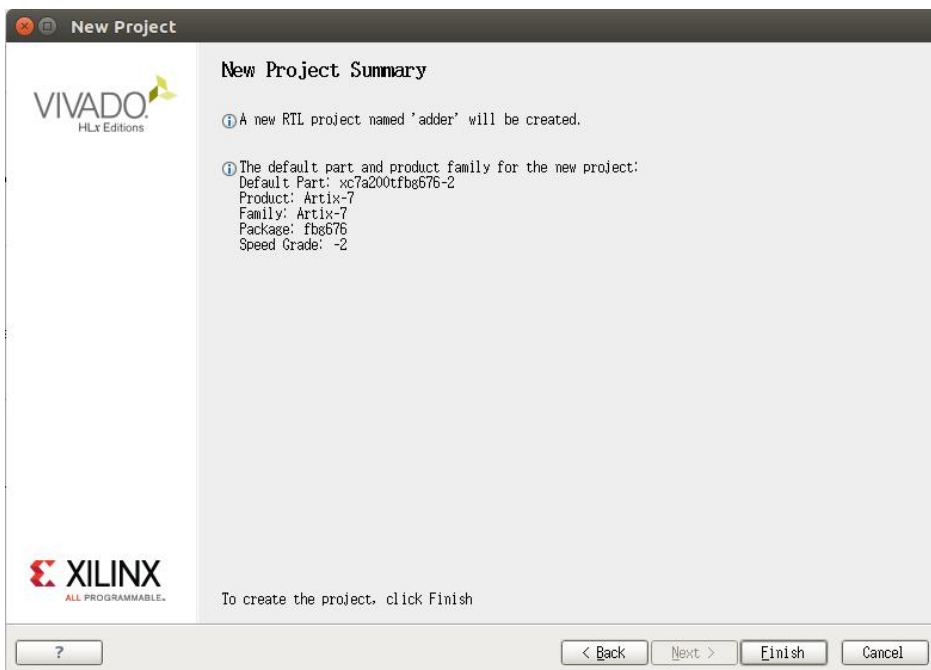 New Project
VIVADO.
HLx Editions
New Project Summary
A new RTL project named 'adder' will be created.
The default part and product family for the new project:
Default Part: xc7a200tfbg676-2
Product: Artix-7
Family: Artix-7
Package: fbg676
Speed Grade: -2
XILINX
ALL PROGRAMMABLE.
To create the project, click Finish
?
< Back
Next >
Finish
Cancel